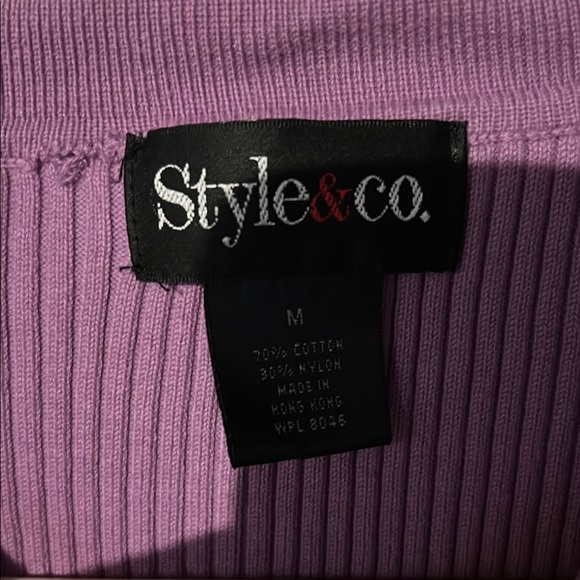 Style&co.
M
70% COTTON
30% NYLON
MADE IN
HONG KONG
WPL 8046